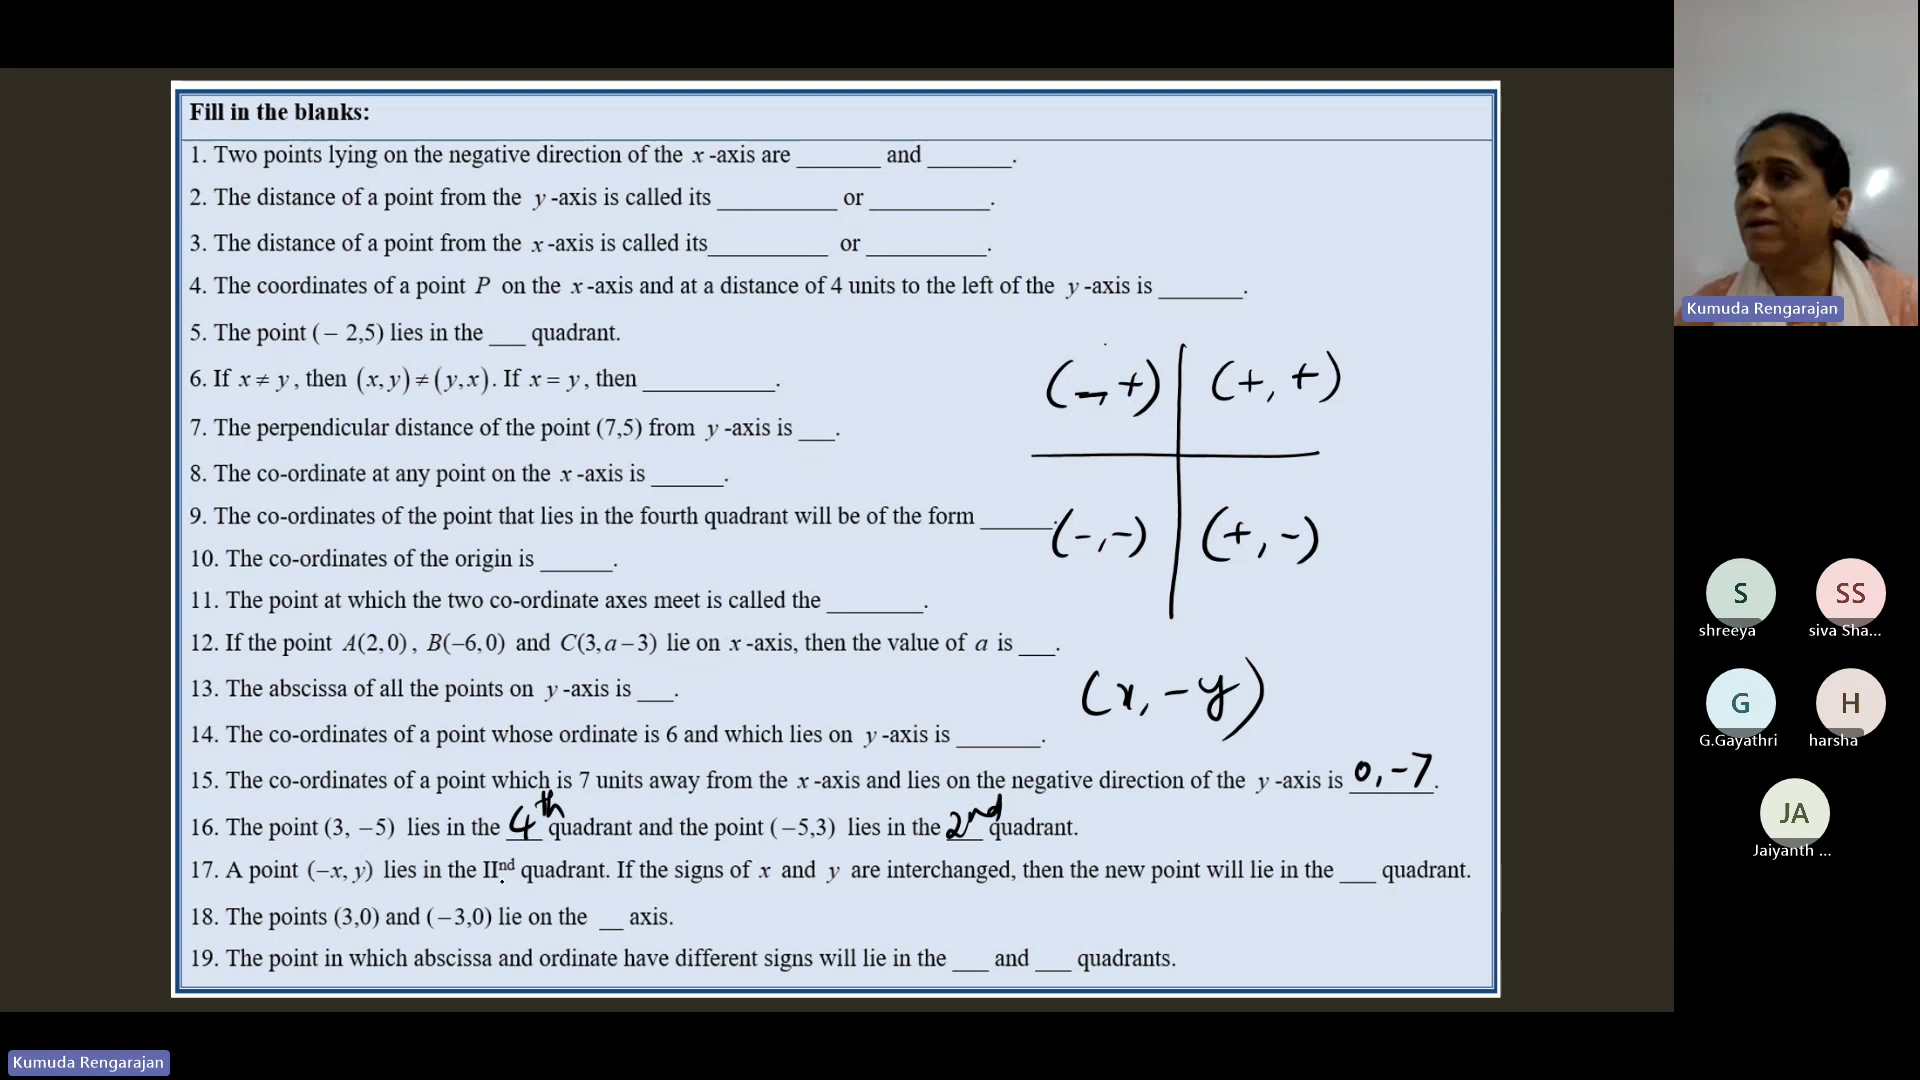 Fill in the blanks:
1. Two points lying on the negative direction of the x-axis are _______ and _______.
2. The distance of a point from the y-axis is called its __________ or __________.
3. The distance of a point from the x-axis is called its__________ or __________.
4. The coordinates of a point P on the x-axis and at a distance of 4 units to the left of the y-axis is _______.
5. The point (− 2,5) lies in the ___ quadrant.
6. If x ≠ y, then (x, y) ≠ (y, x). If x = y, then ___________.
7. The perpendicular distance of the point (7,5) from y-axis is ___.
8. The co-ordinate at any point on the x-axis is ______.
9. The co-ordinates of the point that lies in the fourth quadrant will be of the form ______.
10. The co-ordinates of the origin is ______.
11. The point at which the two co-ordinate axes meet is called the ________.
12. If the point A(2,0), B(−6,0) and C(3, a − 3) lie on x-axis, then the value of a is ___.
13. The abscissa of all the points on y-axis is ___.
14. The co-ordinates of a point whose ordinate is 6 and which lies on y-axis is _______.
15. The co-ordinates of a point which is 7 units away from the x-axis and lies on the negative direction of the y-axis is 0, -7.
16. The point (3, −5) lies in the 4th quadrant and the point (−5,3) lies in the 2nd quadrant.
17. A point (−x, y) lies in the IInd quadrant. If the signs of x and y are interchanged, then the new point will lie in the ___ quadrant.
18. The points (3,0) and (−3,0) lie on the __ axis.
19. The point in which abscissa and ordinate have different signs will lie in the ___ and ___ quadrants.
(-, +) (+, +)
(-, -) (+, -)
(x, -y)
Kumuda Rengarajan
S SS
shreeya siva Sha...
G H
G.Gayathri harsha
JA
Jaiyanth ...
Kumuda Rengarajan